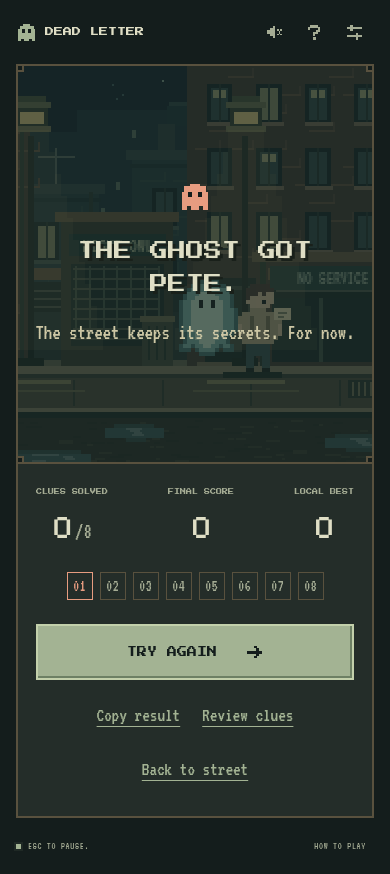 DEAD LETTER
THE GHOST GOT
PETE.
NO SERVICE
The street keeps its secrets. For now.
CLUES SOLVED
FINAL SCORE
LOCAL BEST
0/8
0
0
01 02 03 04 05 06 07 08
TRY AGAIN →
Copy result
Review clues
Back to street
ESC TO PAUSE.
HOW TO PLAY